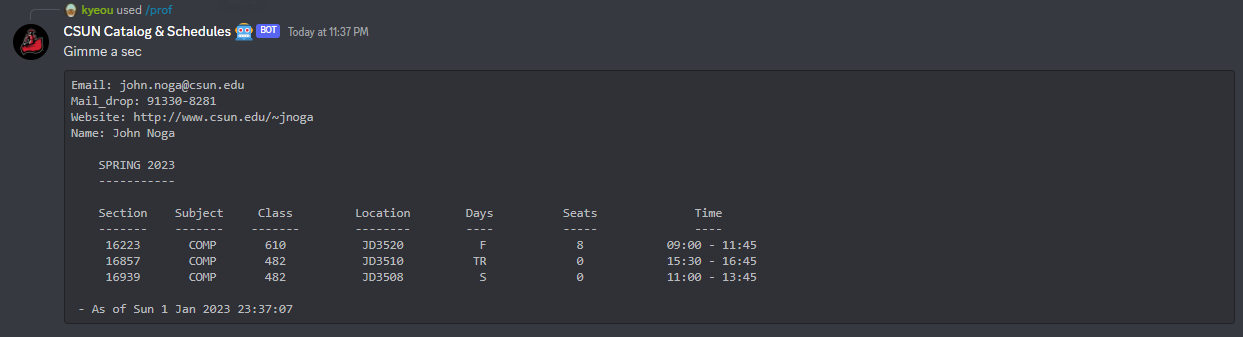 kyeou used /prof
CSUN Catalog & Schedules BOT Today at 11:37 PM
Gimme a sec
Email: john.noga@csun.edu
Mail_drop: 91330-8281
Website: http://www.csun.edu/~jnoga
Name: John Noga
SPRING 2023
-----------
Section Subject Class Location Days Seats Time
------- ------- ------- -------- ---- ----- ----
16223 COMP 610 JD3520 F 8 09:00 - 11:45
16857 COMP 482 JD3510 TR 0 15:30 - 16:45
16939 COMP 482 JD3508 S 0 11:00 - 13:45
- As of Sun 1 Jan 2023 23:37:07